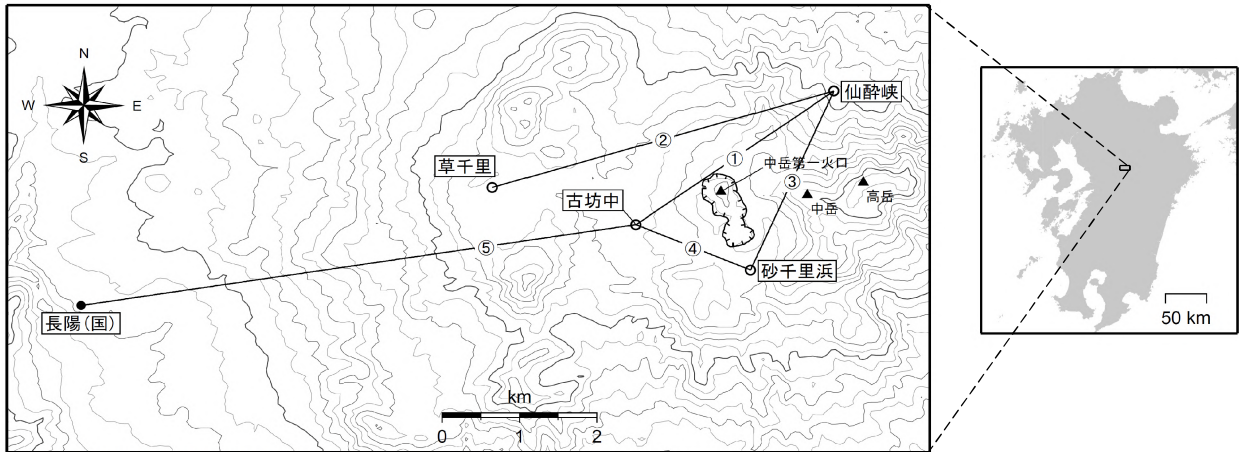 N
W
E
S
仙酔峡
②
草千里
①
中岳第一火口
③
高岳
古坊中
中岳
⑤
④
砂千里浜
長陽(国)
km
0
1
2
50 km